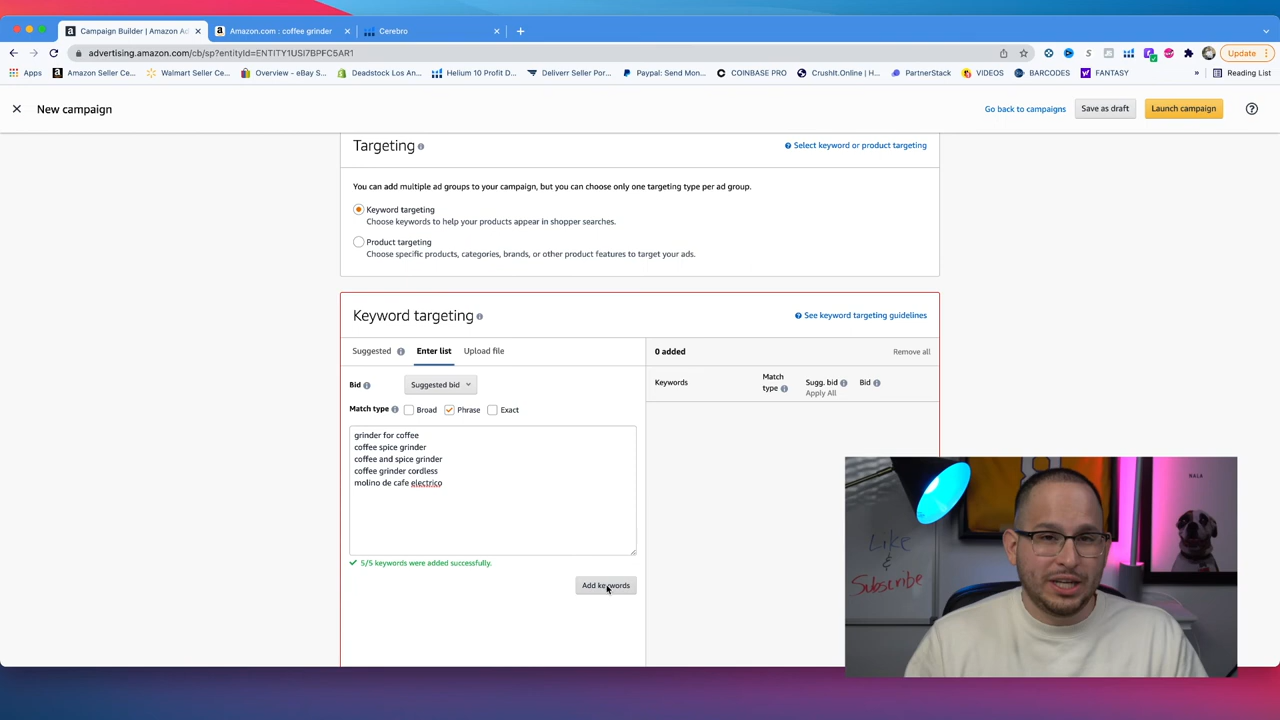 Campaign Builder | Amazon Ad
Amazon.com : coffee grinder
Cerebro
advertising.amazon.com/cb/sp?entityId=ENTITY1USI7BPFC5AR1
Update
Apps
Amazon Seller Ce...
Walmart Seller Ce...
Overview - eBay S...
Deadstock Los An...
Helium 10 Profit D...
Deliverr Seller Por...
Paypal: Send Mon...
COINBASE PRO
CrushIt.Online | H...
PartnerStack
VIDEOS
BARCODES
FANTASY
Reading List
New campaign
Go back to campaigns
Save as draft
Launch campaign
Targeting
Select keyword or product targeting
You can add multiple ad groups to your campaign, but you can choose only one targeting type per ad group.
Keyword targeting
Choose keywords to help your products appear in shopper searches.
Product targeting
Choose specific products, categories, brands, or other product features to target your ads.
Keyword targeting
See keyword targeting guidelines
Suggested
Enter list
Upload file
0 added
Remove all
Bid
Suggested bid
Keywords
Match type
Sugg. bid
Apply All
Bid
Match type
Broad
Phrase
Exact
grinder for coffee
coffee spice grinder
coffee and spice grinder
coffee grinder cordless
molino de cafe electrico
5/5 keywords were added successfully.
Add keywords
Like
&
Subscribe
WALA